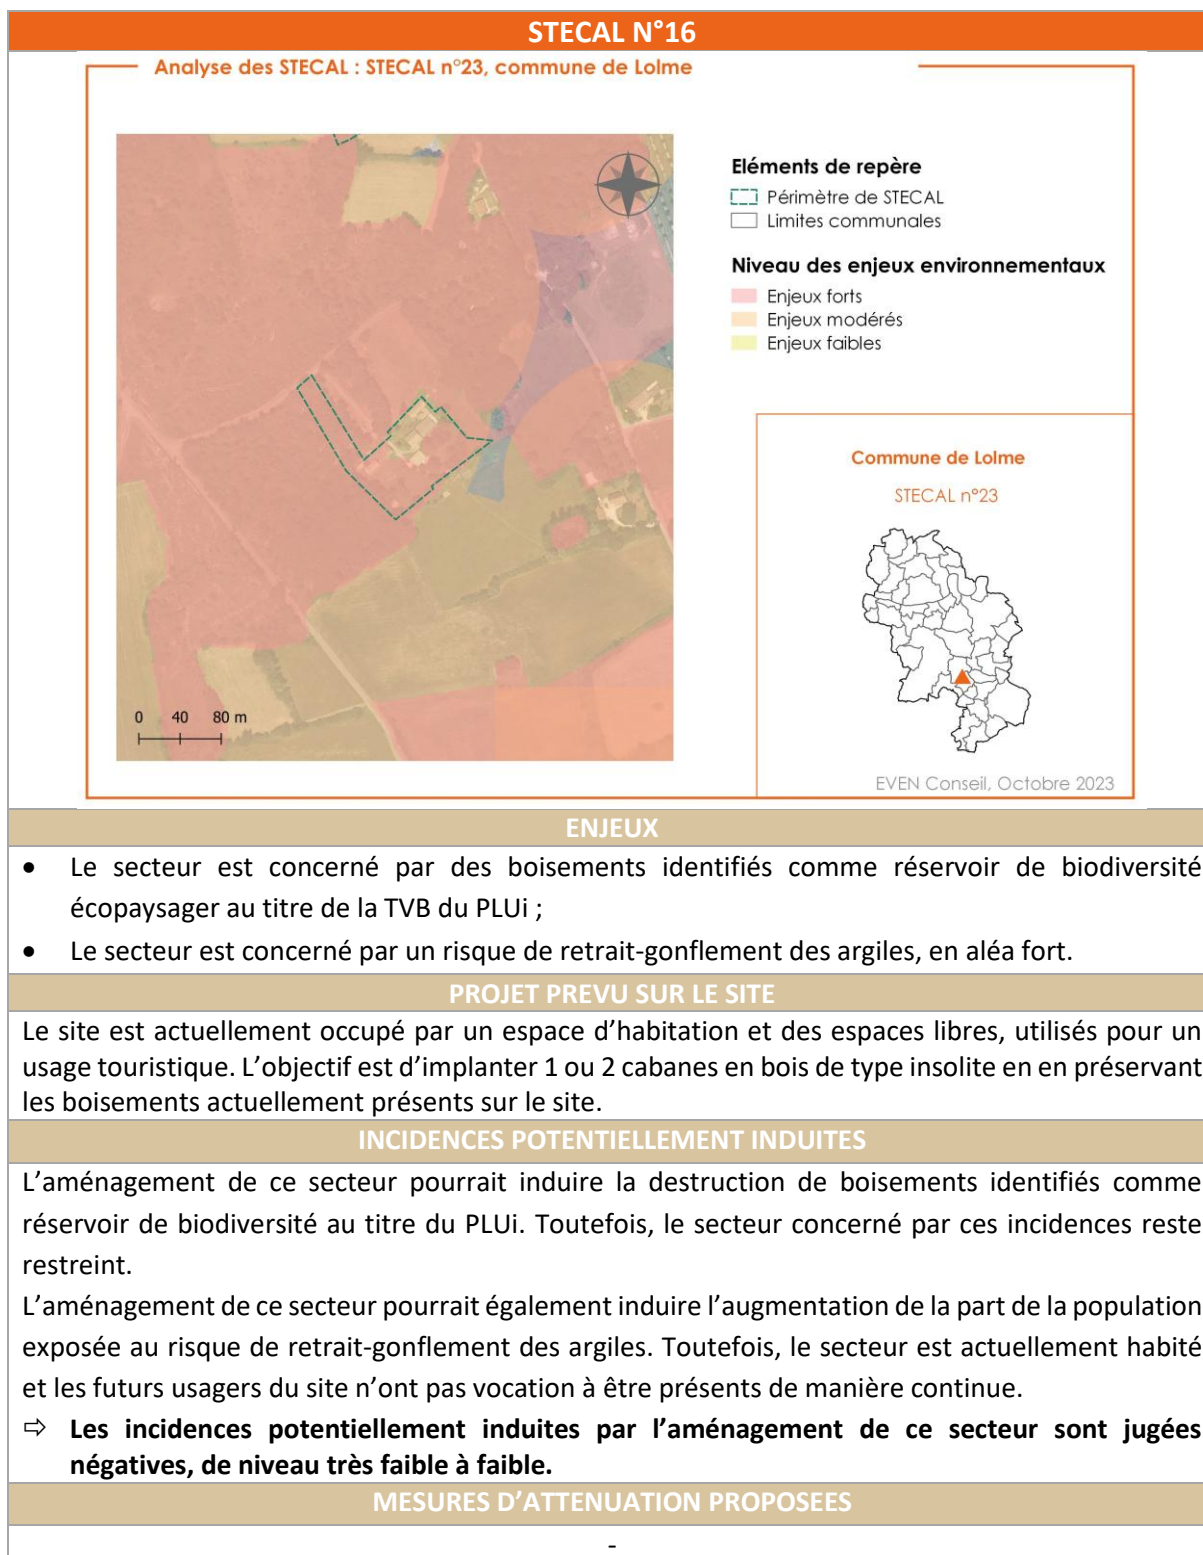 STECAL N°16
Analyse des STECAL : STECAL n°23, commune de Lolme
Eléments de repère
Périmètre de STECAL
Limites communales
Niveau des enjeux environnementaux
Enjeux forts
Enjeux modérés
Enjeux faibles
0 40 80 m
Commune de Lolme
STECAL n°23
EVEN Conseil, Octobre 2023
ENJEUX
• Le secteur est concerné par des boisements identifiés comme réservoir de biodiversité
écopaysager au titre de la TVB du PLUi ;
• Le secteur est concerné par un risque de retrait-gonflement des argiles, en aléa fort.
PROJET PREVU SUR LE SITE
Le site est actuellement occupé par un espace d’habitation et des espaces libres, utilisés pour un
usage touristique. L’objectif est d’implanter 1 ou 2 cabanes en bois de type insolite en en préservant
les boisements actuellement présents sur le site.
INCIDENCES POTENTIELLEMENT INDUITES
L’aménagement de ce secteur pourrait induire la destruction de boisements identifiés comme
réservoir de biodiversité au titre du PLUi. Toutefois, le secteur concerné par ces incidences reste
restreint.
L’aménagement de ce secteur pourrait également induire l’augmentation de la part de la population
exposée au risque de retrait-gonflement des argiles. Toutefois, le secteur est actuellement habité
et les futurs usagers du site n’ont pas vocation à être présents de manière continue.
⇨ Les incidences potentiellement induites par l’aménagement de ce secteur sont jugées
négatives, de niveau très faible à faible.
MESURES D’ATTENUATION PROPOSEES
-